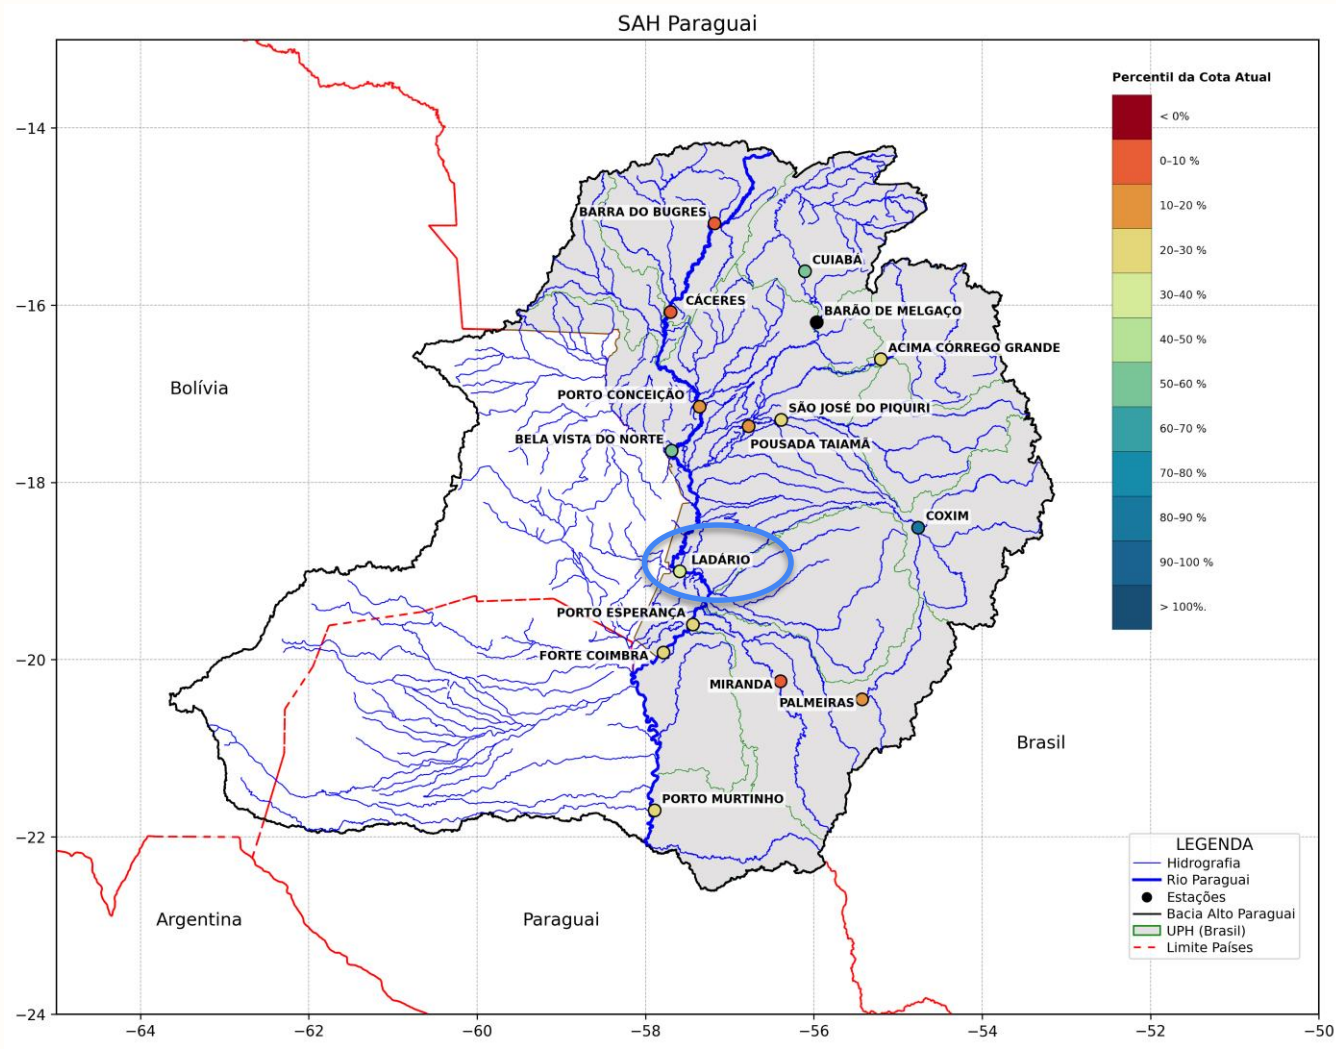 SAH Paraguai
Percentil da Cota Atual
< 0%
0–10 %
10–20 %
20–30 %
30–40 %
40–50 %
50–60 %
60–70 %
70–80 %
80–90 %
90–100 %
> 100%.
−14
−16
−18
−20
−22
−24
BARRA DO BUGRES
CUIABÁ
CÁCERES
BARÃO DE MELGAÇO
ACIMA CÓRREGO GRANDE
Bolívia
PORTO CONCEIÇÃO
SÃO JOSÉ DO PIQUIRI
BELA VISTA DO NORTE
POUSADA TAIAMÃ
COXIM
LADÁRIO
PORTO ESPERANÇA
FORTE COIMBRA
MIRANDA
PALMEIRAS
Brasil
PORTO MURTINHO
Argentina
Paraguai
LEGENDA
Hidrografia
Rio Paraguai
Estações
Bacia Alto Paraguai
UPH (Brasil)
Limite Países
−64
−62
−60
−58
−56
−54
−52
−50